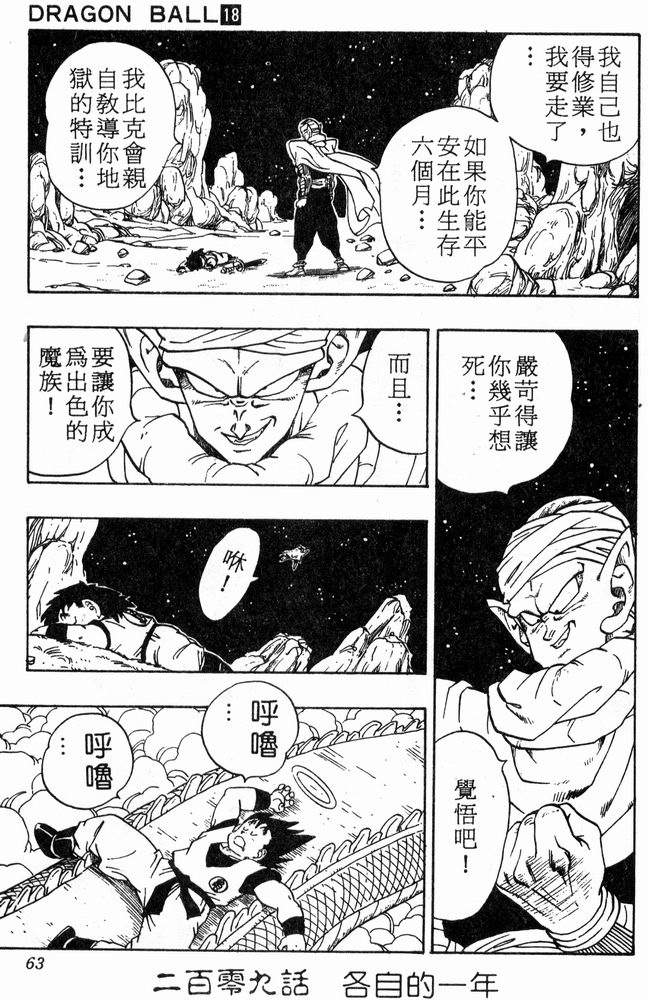 DRAGON BALL 18
我自己也
得修業，
我要走了
…
如果你能平
安在此生存
六個月…
我比克會親
自教導你地
獄的特訓…
嚴苛得讓
你幾乎想
死…
而且…
要讓你成
為出色的
魔族！
覺悟吧！
咻！
呼嚕
…
呼嚕
…
63
二百零九話 各自的一年